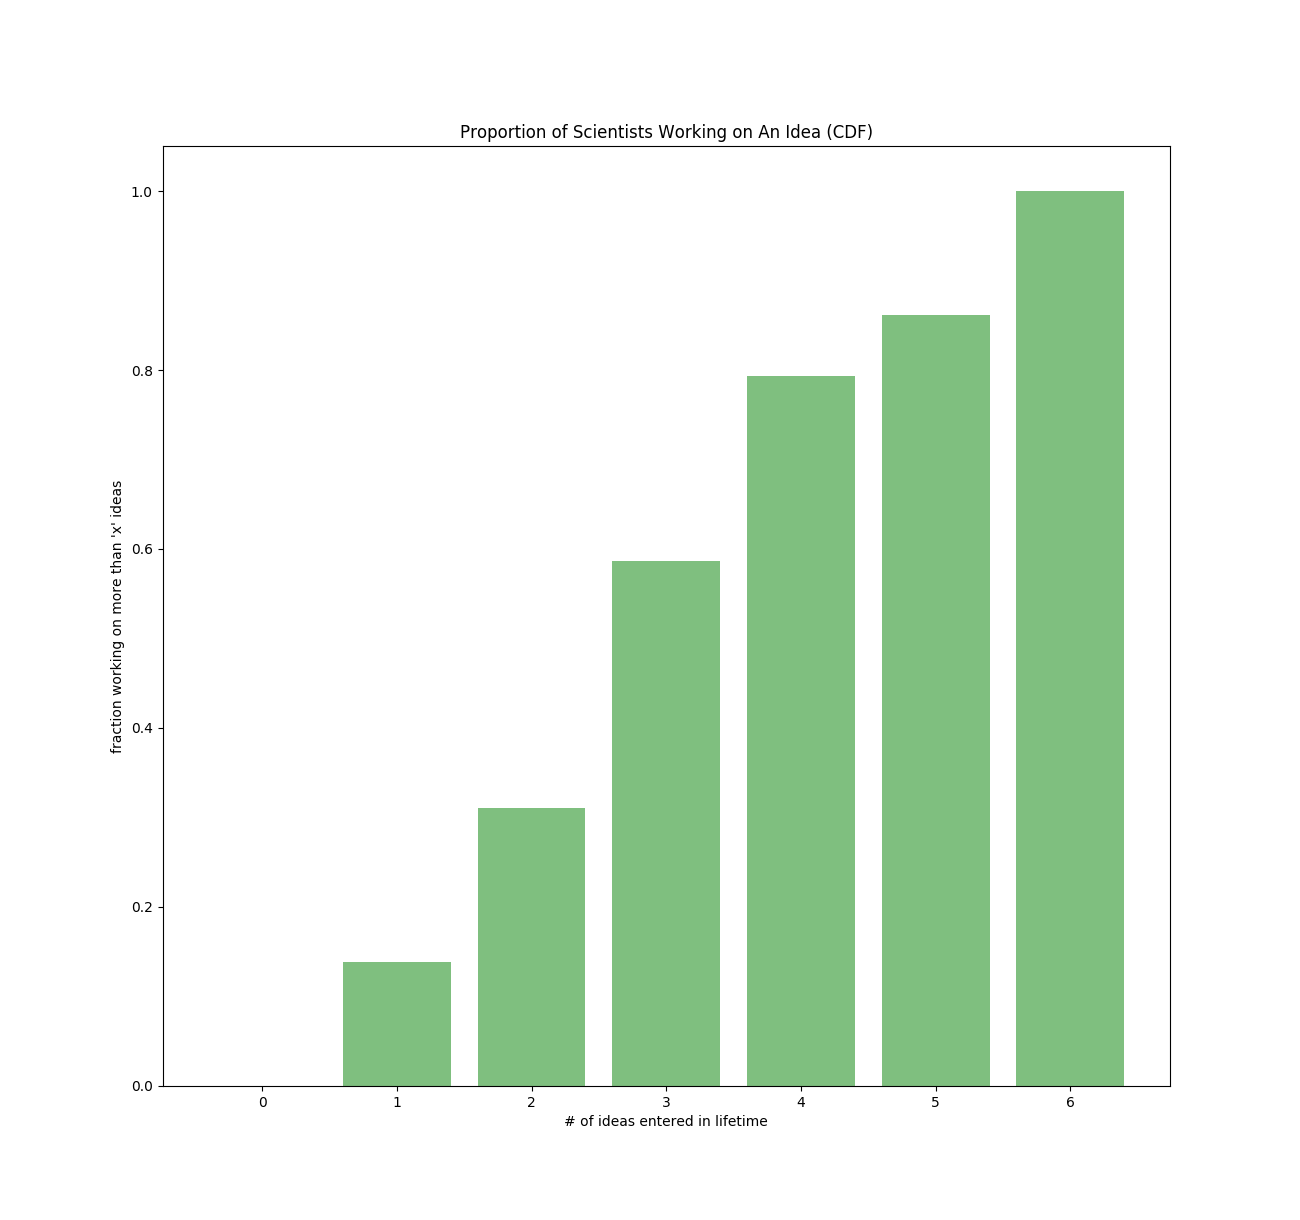 Proportion of Scientists Working on An Idea (CDF)
1.0
0.8
0.6
0.4
0.2
0.0
fraction working on more than 'x' ideas
0 1 2 3 4 5 6
# of ideas entered in lifetime